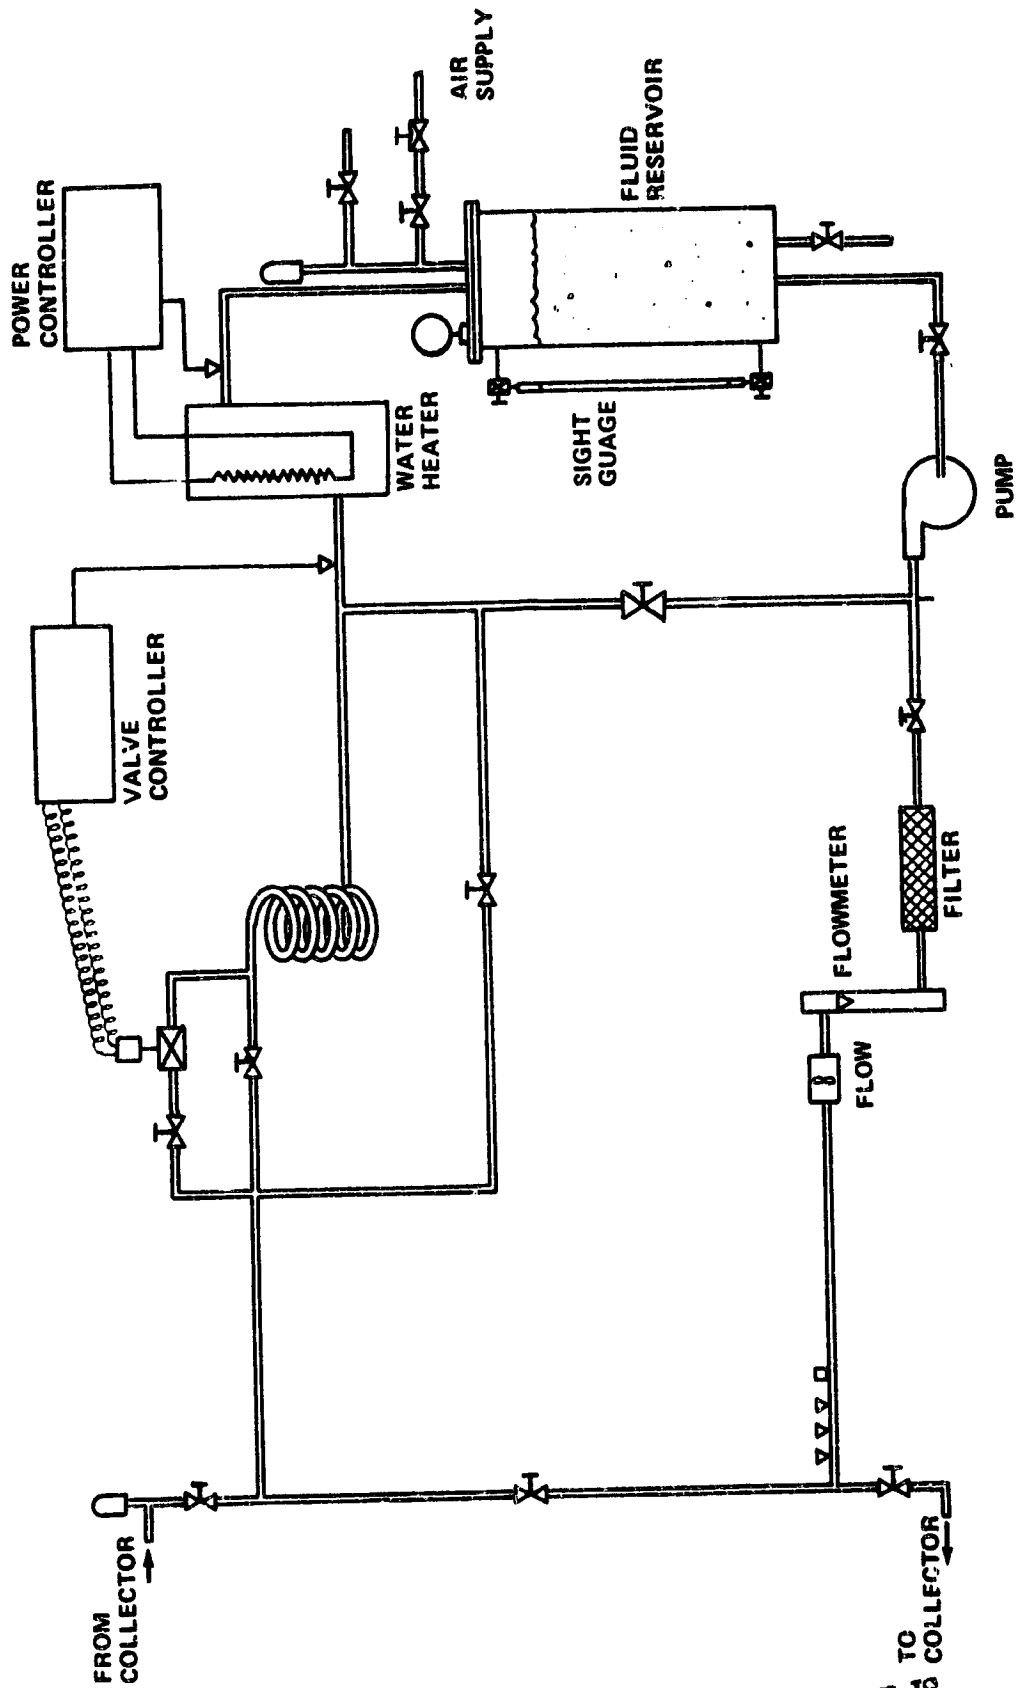 FROM
COLLECTOR
VALVE
CONTROLLER
POWER
CONTROLLER
WATER
HEATER
AIR
SUPPLY
SIGHT
GUAGE
FLUID
RESERVOIR
FLOWMETER
FLOW
FILTER
PUMP
TO
COLLECTOR